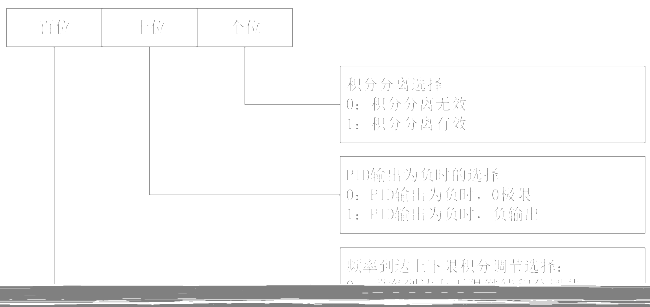 百位 十位 个位
积分分离选择
0：积分分离无效
1：积分分离有效
PID输出为负时的选择
0：PID输出为负时，0极限
1：PID输出为负时，负输出
频率到达上下限积分调节选择：